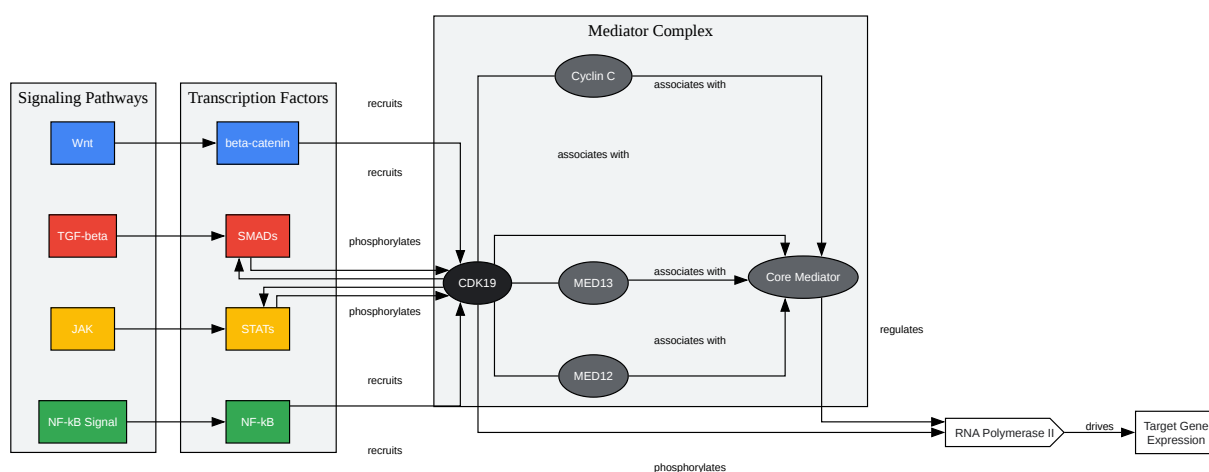 Mediator Complex
Cyclin C
associates with
Signaling Pathways
Transcription Factors
recruits
Wnt
beta-catenin
associates with
recruits
TGF-beta
SMADs
phosphorylates
CDK19
MED13
associates with
Core Mediator
JAK
STATs
phosphorylates
regulates
associates with
MED12
recruits
NF-kB Signal
NF-kB
RNA Polymerase II
drives
Target Gene
Expression
recruits
phosphorylates